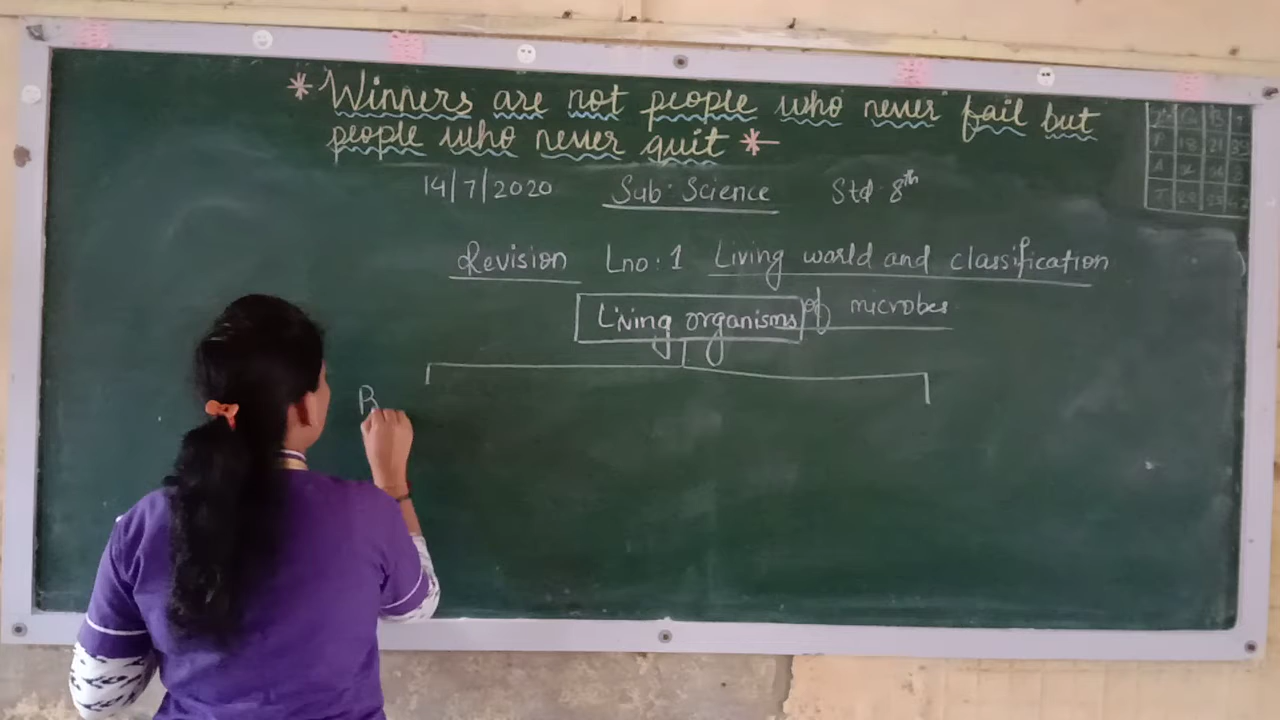 * Winners are not people who never fail but
people who never quit *
14/7/2020 Sub: Science Std 8th
Revision Lno: 1 Living world and classification
of microbes
Living organisms